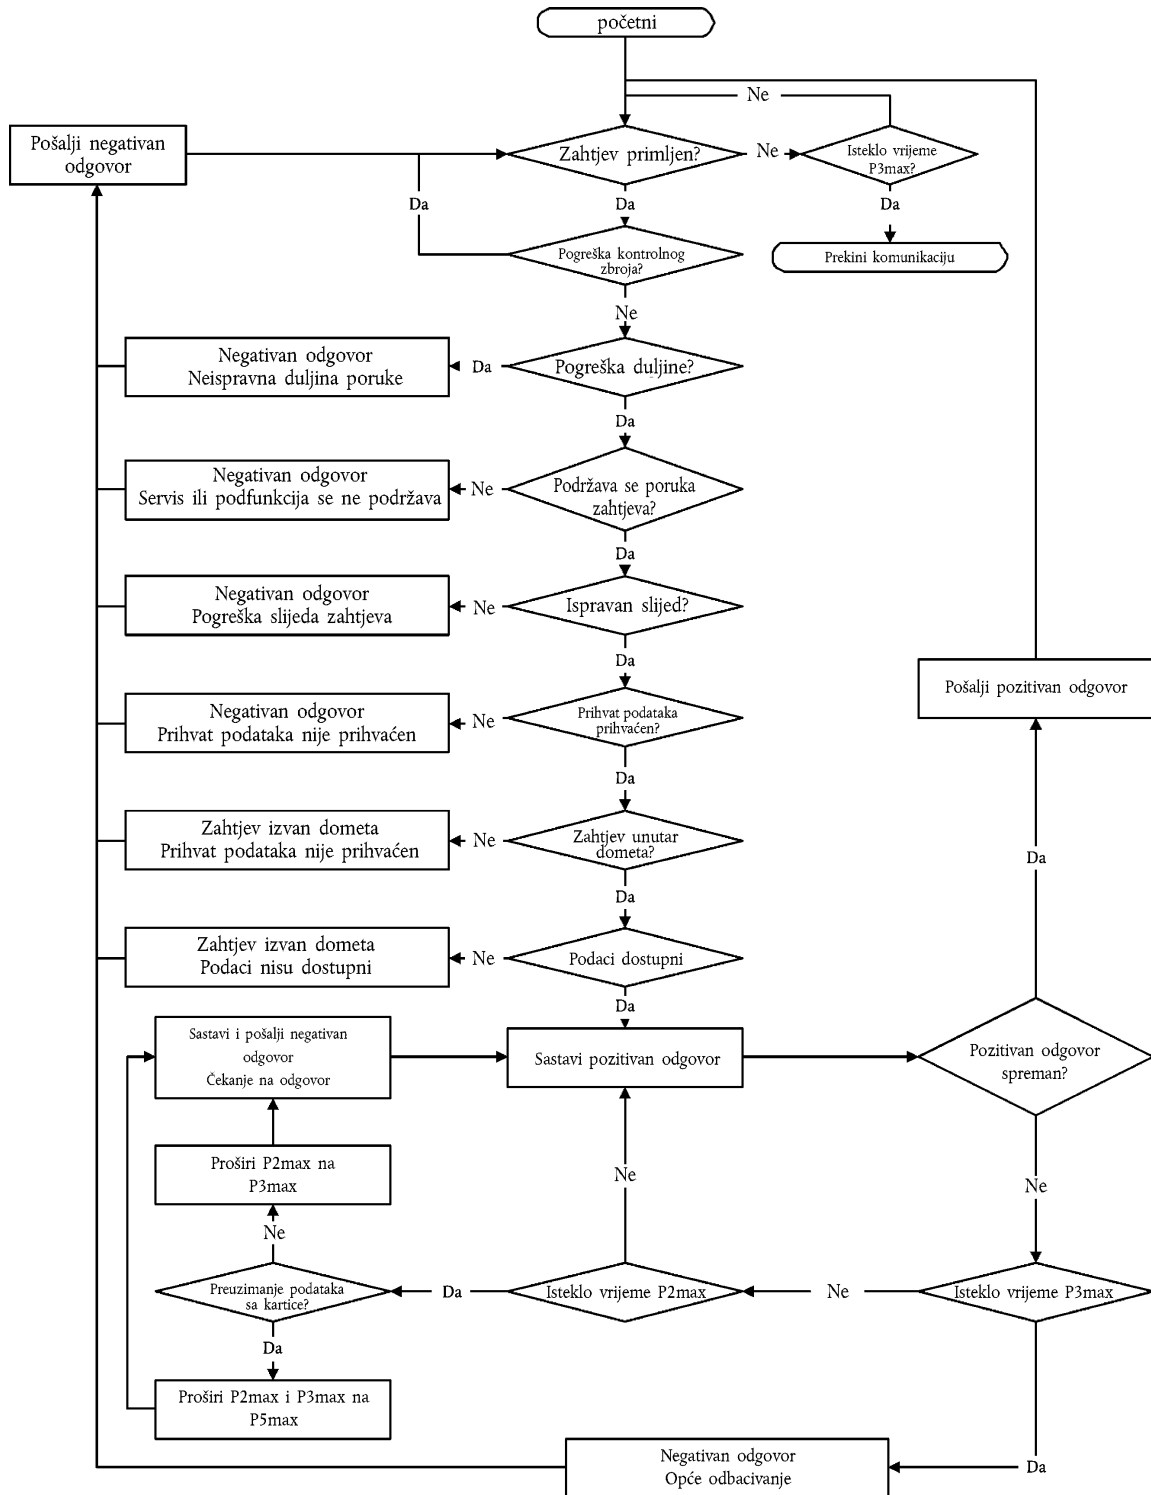 početni
Ne
Pošalji negativan
odgovor
Zahtjev primljen?
Ne
Isteklo vrijeme
P3max?
Da
Da
Da
Pogreška kontrolnog
zbroja?
Prekini komunikaciju
Ne
Negativan odgovor
Neispravna duljina poruke
Da
Pogreška duljine?
Da
Negativan odgovor
Servis ili podfunkcija se ne podržava
Ne
Podržava se poruka
zahtjeva?
Da
Negativan odgovor
Pogreška slijeda zahtjeva
Ne
Ispravan slijed?
Da
Pošalji pozitivan odgovor
Negativan odgovor
Prihvat podataka nije prihvaćen
Ne
Prihvat podataka
prihvaćen?
Da
Zahtjev izvan dometa
Prihvat podataka nije prihvaćen
Ne
Zahtjev unutar
dometa?
Da
Da
Zahtjev izvan dometa
Podaci nisu dostupni
Ne
Podaci dostupni
Da
Sastavi i pošalji negativan
odgovor
Čekanje na odgovor
Sastavi pozitivan odgovor
Pozitivan odgovor
spreman?
Proširi P2max na
P3max
Ne
Ne
Ne
Preuzimanje podataka
sa kartice?
Da
Isteklo vrijeme P2max
Ne
Isteklo vrijeme P3max
Da
Proširi P2max i P3max na
P5max
Negativan odgovor
Opće odbacivanje
Da